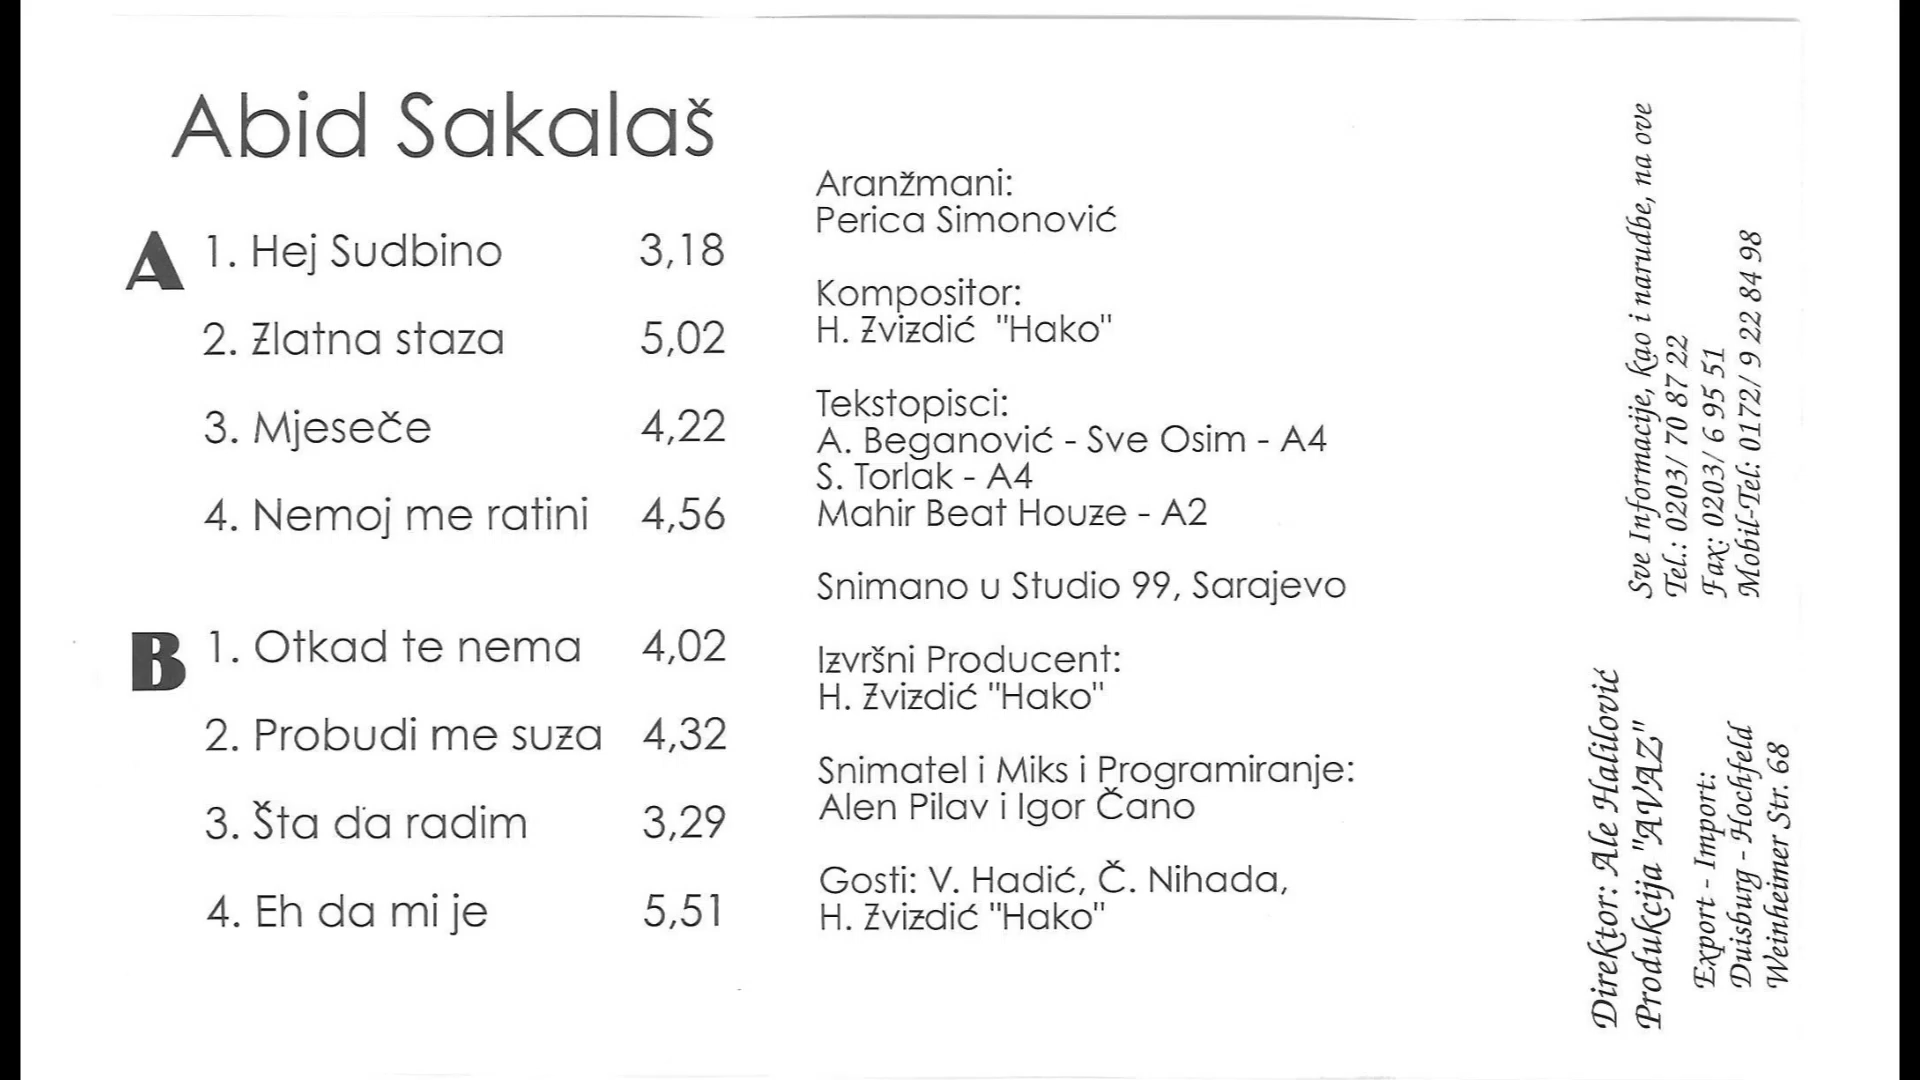 Abid Sakalaš
A
1. Hej Sudbino 3,18
2. Zlatna staza 5,02
3. Mjeseče 4,22
4. Nemoj me ratini 4,56
B
1. Otkad te nema 4,02
2. Probudi me suza 4,32
3. Šta da radim 3,29
4. Eh da mi je 5,51
Aranžmani:
Perica Simonović
Kompositor:
H. Zvizdić "Hako"
Tekstopisci:
A. Beganović - Sve Osim - A4
S. Torlak - A4
Mahir Beat Houze - A2
Snimano u Studio 99, Sarajevo
Izvršni Producent:
H. Zvizdić "Hako"
Snimatel i Miks i Programiranje:
Alen Pilav i Igor Čano
Gosti: V. Hadić, Č. Nihada,
H. Zvizdić "Hako"
Direktor: Ale Halilović
Produkcija "AVAZ"
Export - Import:
Duisburg - Hochfeld
Weinheimer Str. 68
Sve Informacije, kao i narudbe, na ove
Tel.: 0203/ 70 87 22
Fax: 0203/ 6 95 51
Mobil-Tel: 0172/ 9 22 84 98